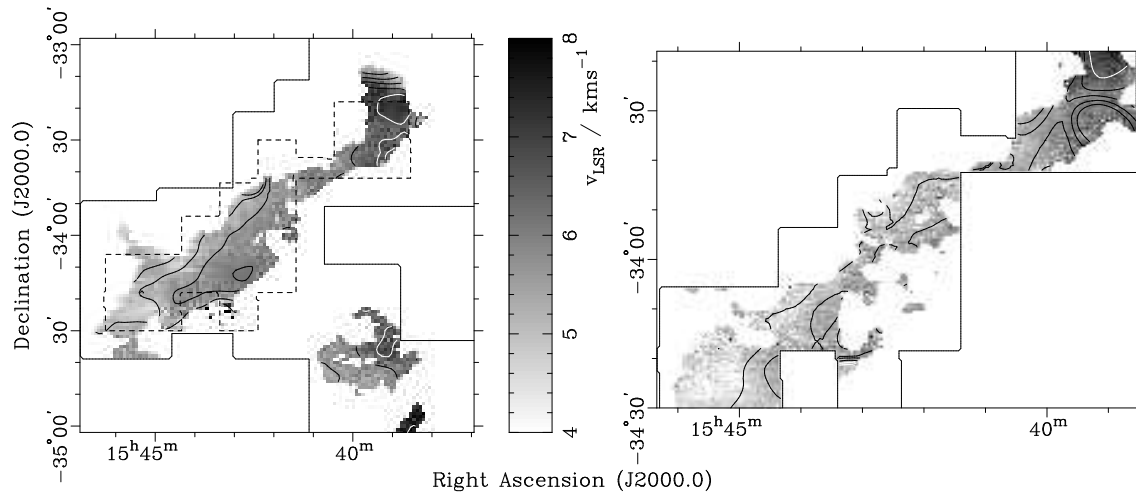 Declination (J2000.0)
−33°00′
30′
−34°00′
30′
−35°00′
15ʰ45ᵐ
40ᵐ
8
7
6
5
4
v_LSR / kms⁻¹
30′
−34°00′
−34°30′
15ʰ45ᵐ
40ᵐ
Right Ascension (J2000.0)